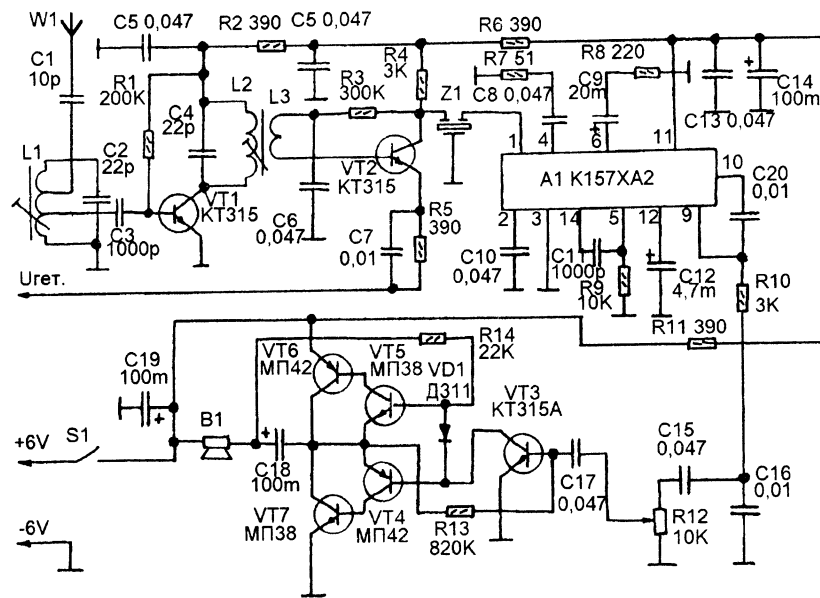 W1
C5 0,047
R2 390
C5 0,047
R4
3K
R6 390
R7 51
R8 220
C1
10p
R1
200K
L2
L3
R3
300K
Z1
C8 0,047
C9
20m
C14
100m
C13 0,047
C4
22p
C2
22p
L1
1
4
6
11
10
VT2
КТ315
A1 К157ХА2
C20
0,01
VT1
КТ315
C3
1000p
C6
0,047
R5
390
2
3
14
5
12
9
C7
0,01
C10
0,047
C11
1000p
R9
10K
C12
4,7m
R10
3K
Uгет.
R11 390
R14
22K
VT6
МП42
VT5
МП38
VD1
Д311
VT3
КТ315А
C19
100m
B1
+6V
S1
C18
100m
C15
0,047
C17
0,047
C16
0,01
VT7
МП38
VT4
МП42
R13
820K
R12
10K
-6V